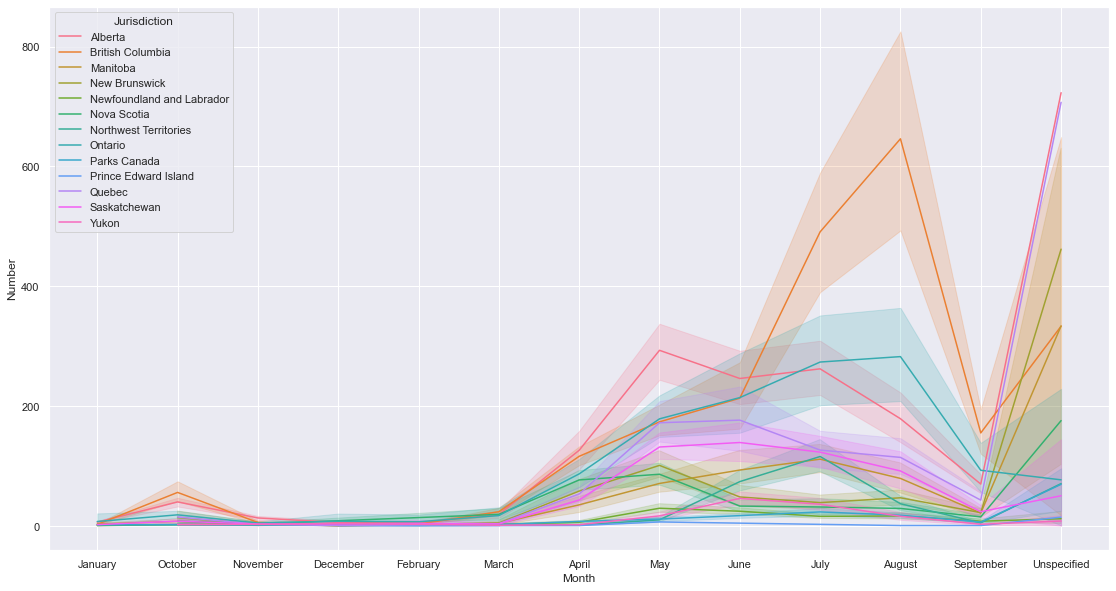 Jurisdiction
Alberta
British Columbia
Manitoba
New Brunswick
Newfoundland and Labrador
Nova Scotia
Northwest Territories
Ontario
Parks Canada
Prince Edward Island
Quebec
Saskatchewan
Yukon
800
600
400
200
0
Number
January October November December February March April May June July August September Unspecified
Month